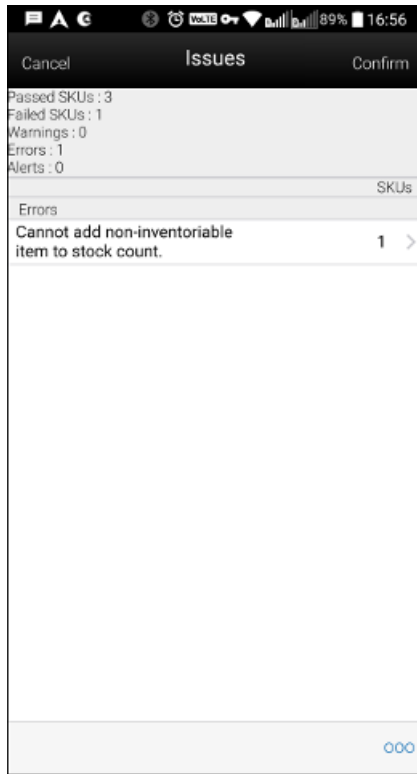 89% 16:56
Cancel Issues Confirm
Passed SKUs : 3
Failed SKUs : 1
Warnings : 0
Errors : 1
Alerts : 0
SKUs
Errors
Cannot add non-inventoriable
item to stock count.
1